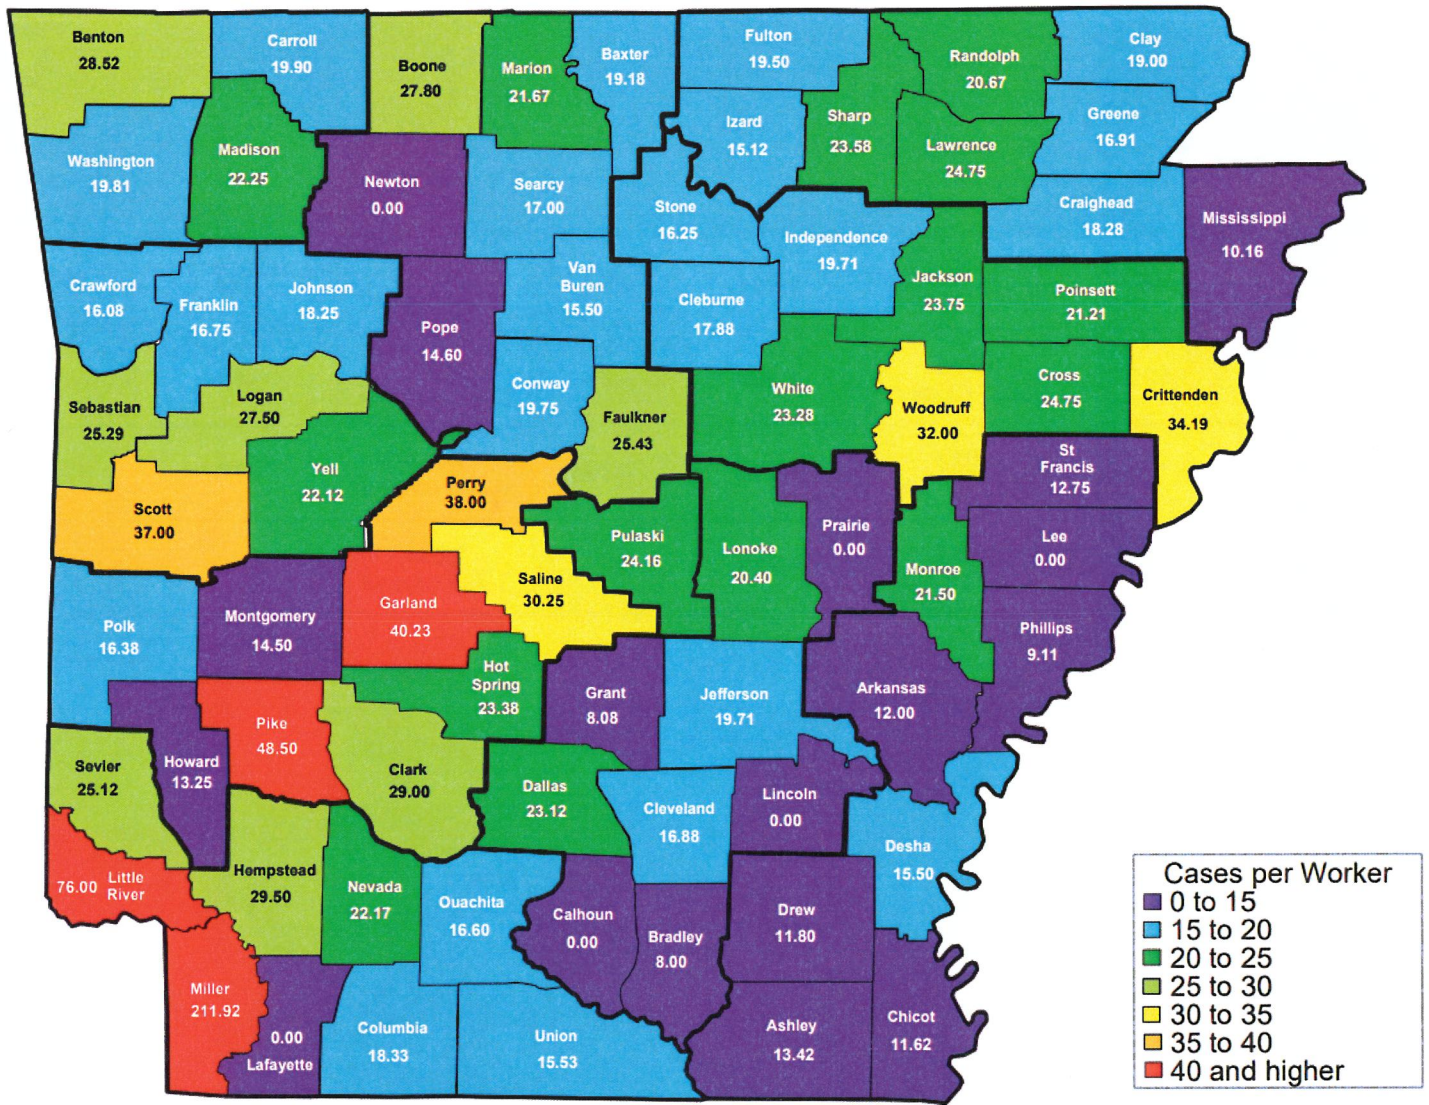 Benton
28.52
Carroll
19.90
Boone
27.80
Marion
21.67
Baxter
19.18
Fulton
19.50
Randolph
20.67
Clay
19.00
Washington
19.81
Madison
22.25
Newton
0.00
Searcy
17.00
Stone
16.25
Izard
15.12
Sharp
23.58
Lawrence
24.75
Greene
16.91
Craighead
18.28
Mississippi
10.16
Crawford
16.08
Franklin
16.75
Johnson
18.25
Pope
14.60
Van
Buren
15.50
Cleburne
17.88
Independence
19.71
Jackson
23.75
Poinsett
21.21
Sebastian
25.29
Logan
27.50
Conway
19.75
Faulkner
25.43
White
23.28
Woodruff
32.00
Cross
24.75
Crittenden
34.19
Scott
37.00
Yell
22.12
Perry
38.00
Pulaski
24.16
Lonoke
20.40
Prairie
0.00
Monroe
21.50
St
Francis
12.75
Lee
0.00
Polk
16.38
Montgomery
14.50
Garland
40.23
Saline
30.25
Hot
Spring
23.38
Grant
8.08
Jefferson
19.71
Arkansas
12.00
Phillips
9.11
Sevier
25.12
Howard
13.25
Pike
48.50
Clark
29.00
Dallas
23.12
Cleveland
16.88
Lincoln
0.00
Desha
15.50
76.00 Little
River
Hempstead
29.50
Nevada
22.17
Ouachita
16.60
Calhoun
0.00
Bradley
8.00
Drew
11.80
Miller
211.92
0.00
Lafayette
Columbia
18.33
Union
15.53
Ashley
13.42
Chicot
11.62
Cases per Worker
0 to 15
15 to 20
20 to 25
25 to 30
30 to 35
35 to 40
40 and higher